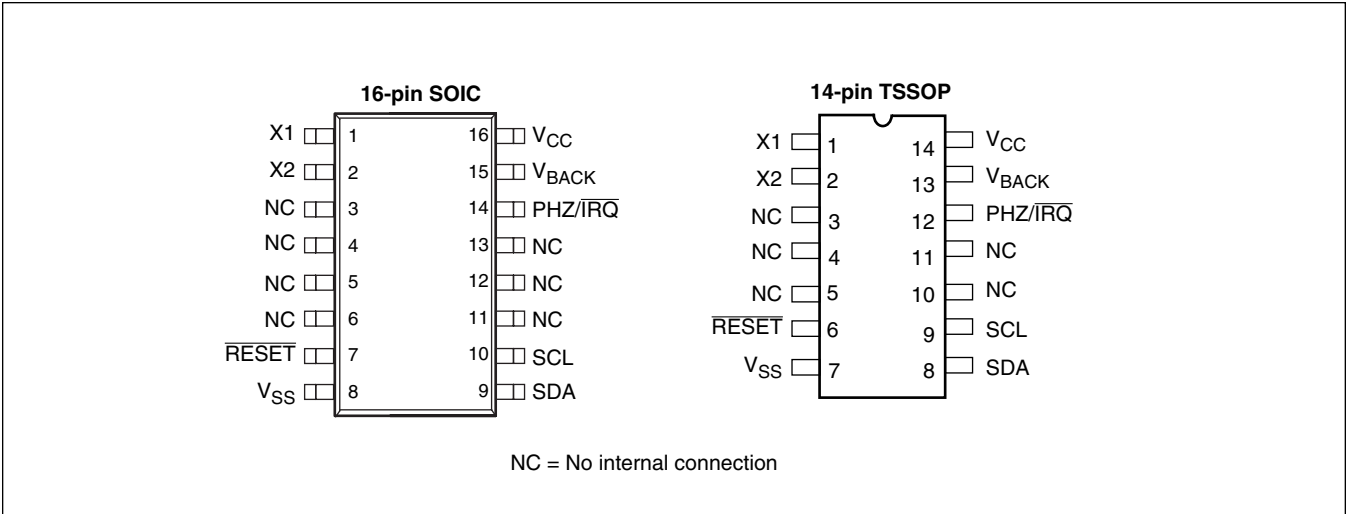 16-pin SOIC
X1 1 16 VCC
X2 2 15 VBACK
NC 3 14 PHZ/IRQ
NC 4 13 NC
NC 5 12 NC
NC 6 11 NC
RESET 7 10 SCL
VSS 8 9 SDA
14-pin TSSOP
X1 1 14 VCC
X2 2 13 VBACK
NC 3 12 PHZ/IRQ
NC 4 11 NC
NC 5 10 NC
RESET 6 9 SCL
VSS 7 8 SDA
NC = No internal connection